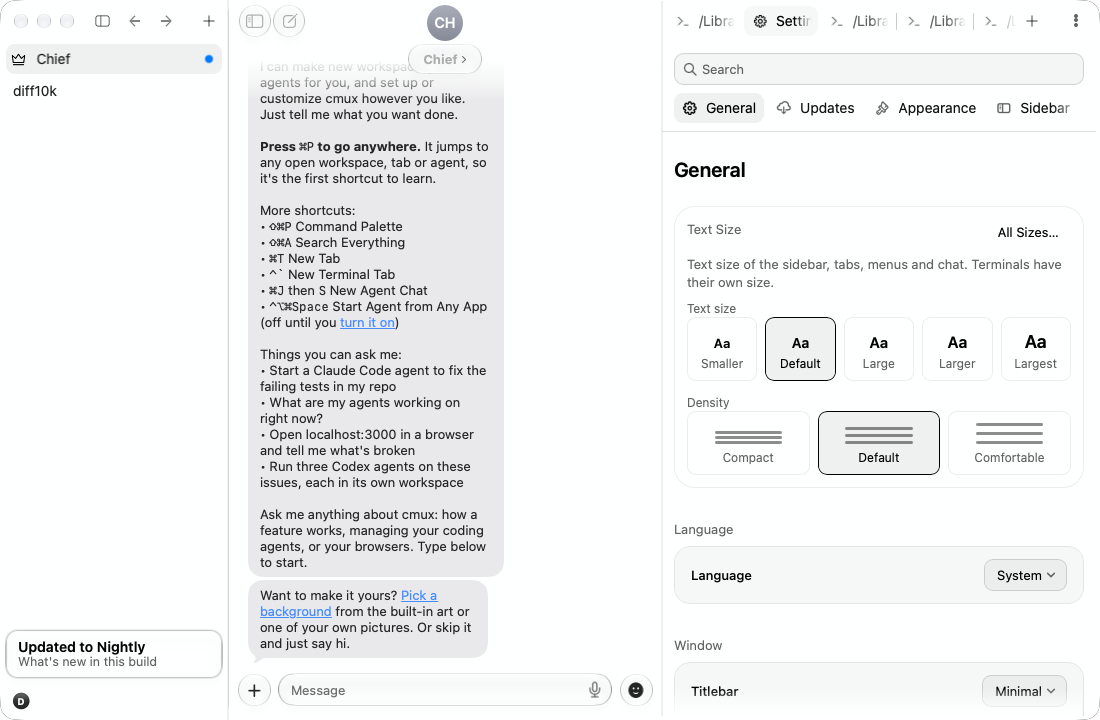 Chief
diff10k
Updated to Nightly
What's new in this build
D
CH
Chief ›
I can make new
agents for you, and set up or
customize cmux however you like.
Just tell me what you want done.
Press ⌘P to go anywhere. It jumps to
any open workspace, tab or agent, so
it's the first shortcut to learn.
More shortcuts:
• ⇧⌘P Command Palette
• ⇧⌘A Search Everything
• ⌘T New Tab
• ^` New Terminal Tab
• ⌘J then S New Agent Chat
• ^⌥⌘Space Start Agent from Any App
(off until you turn it on)
Things you can ask me:
• Start a Claude Code agent to fix the
failing tests in my repo
• What are my agents working on
right now?
• Open localhost:3000 in a browser
and tell me what's broken
• Run three Codex agents on these
issues, each in its own workspace
Ask me anything about cmux: how a
feature works, managing your coding
agents, or your browsers. Type below
to start.
Want to make it yours? Pick a
background from the built-in art or
one of your own pictures. Or skip it
and just say hi.
Message
/Libra Settin /Libra /Libra
Search
General Updates Appearance Sidebar
General
Text Size
All Sizes...
Text size of the sidebar, tabs, menus and chat. Terminals have
their own size.
Text size
Aa Aa Aa Aa Aa
Smaller Default Large Larger Largest
Density
Compact Default Comfortable
Language
Language System
Window
Titlebar Minimal